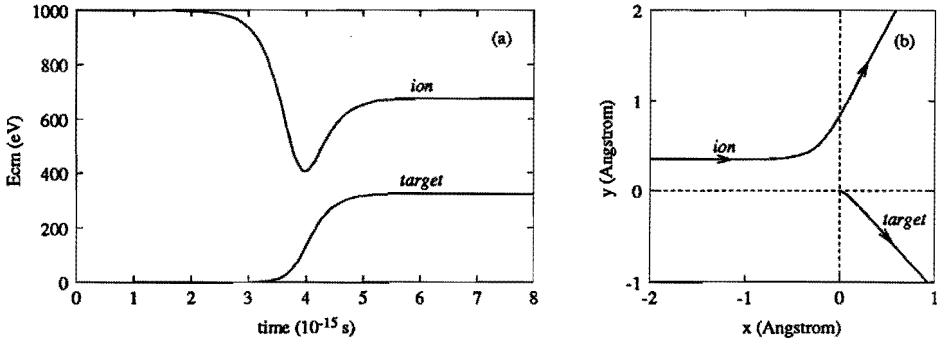 1000
800
600
400
200
0
Ecm (eV)
(a)
ion
target
0 1 2 3 4 5 6 7 8
time (10⁻¹⁵ s)
2
1
0
-1
y (Angstrom)
(b)
ion
target
-2 -1 0 1
x (Angstrom)